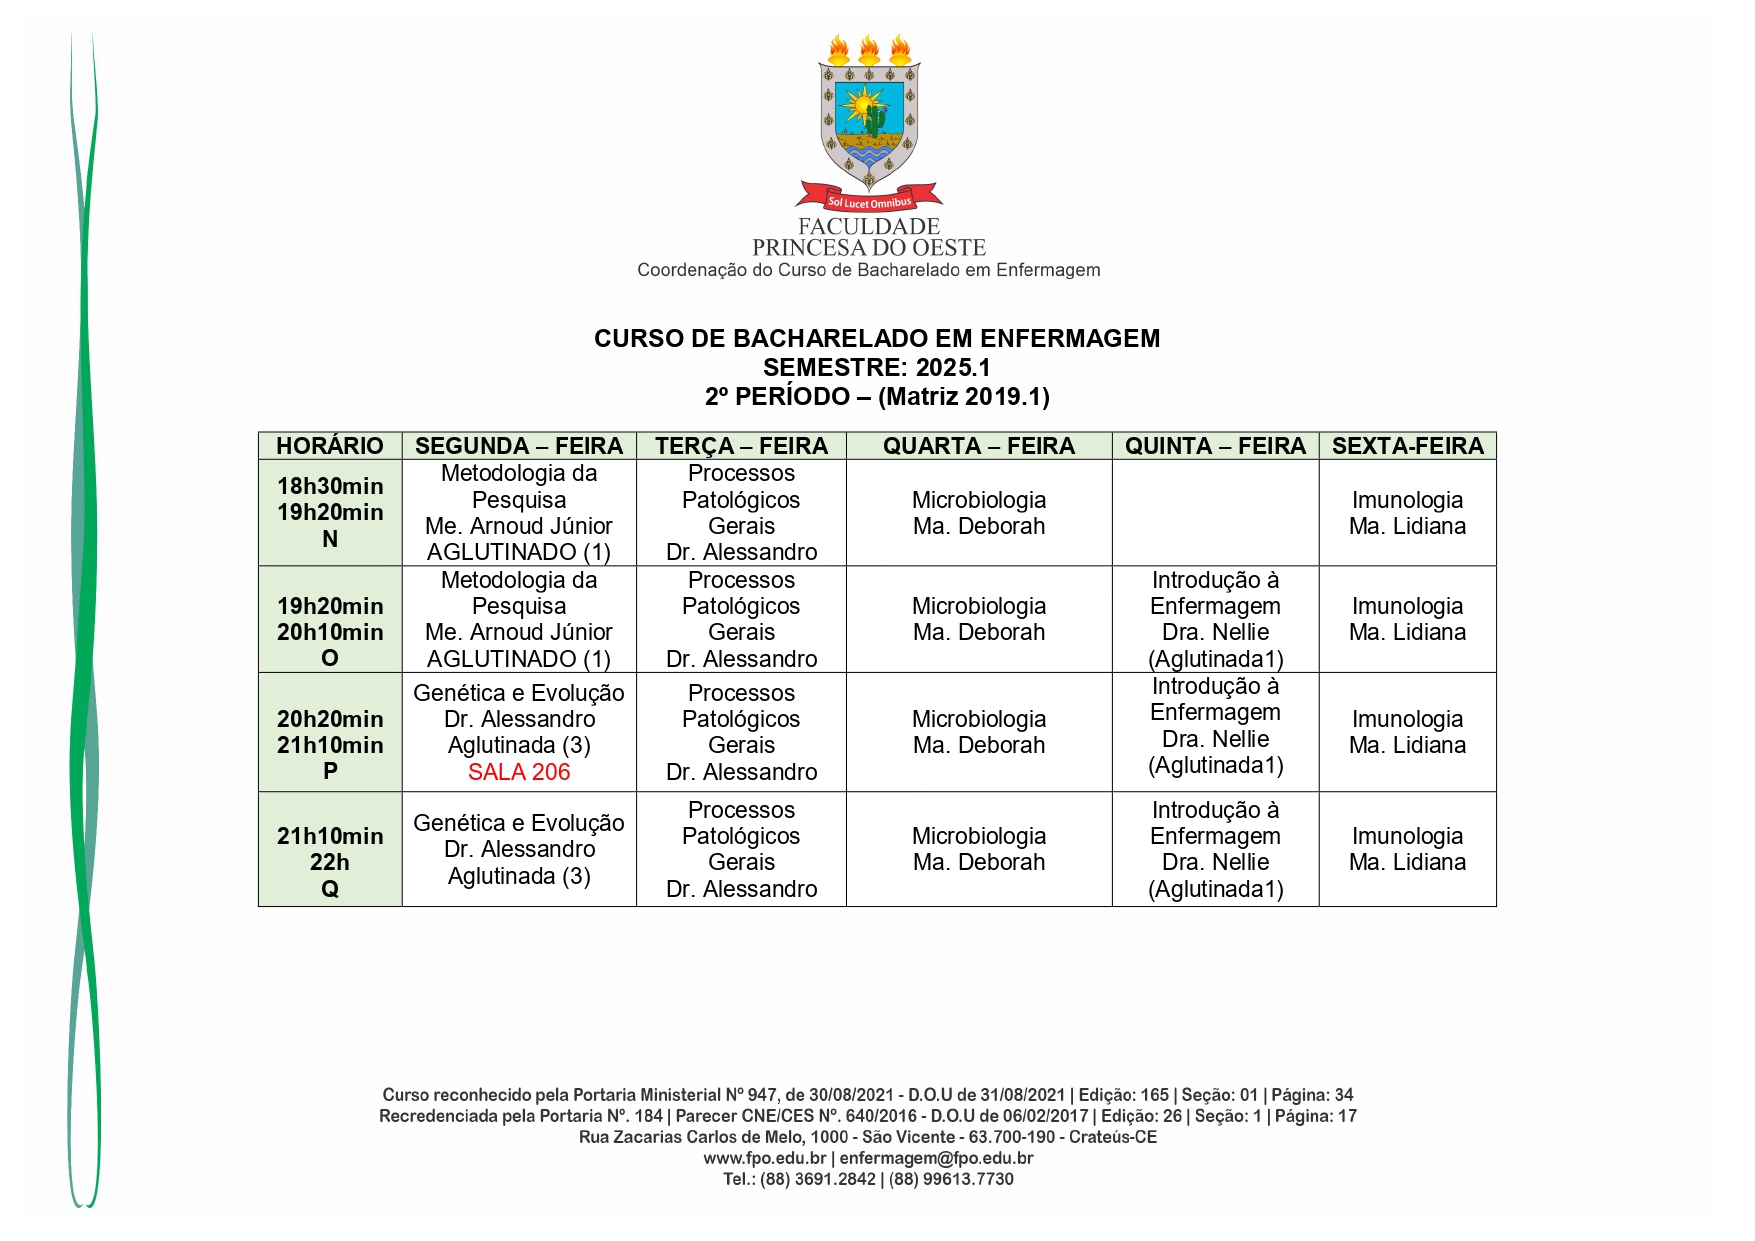 Sol Lucet Omnibus
FACULDADE
PRINCESA DO OESTE
Coordenação do Curso de Bacharelado em Enfermagem
CURSO DE BACHARELADO EM ENFERMAGEM
SEMESTRE: 2025.1
2º PERÍODO – (Matriz 2019.1)
HORÁRIO SEGUNDA – FEIRA TERÇA – FEIRA QUARTA – FEIRA QUINTA – FEIRA SEXTA-FEIRA
18h30min
19h20min
N
Metodologia da
Pesquisa
Me. Arnoud Júnior
AGLUTINADO (1)
Processos
Patológicos
Gerais
Dr. Alessandro
Microbiologia
Ma. Deborah
Imunologia
Ma. Lidiana
19h20min
20h10min
O
Metodologia da
Pesquisa
Me. Arnoud Júnior
AGLUTINADO (1)
Processos
Patológicos
Gerais
Dr. Alessandro
Microbiologia
Ma. Deborah
Introdução à
Enfermagem
Dra. Nellie
(Aglutinada1)
Imunologia
Ma. Lidiana
20h20min
21h10min
P
Genética e Evolução
Dr. Alessandro
Aglutinada (3)
SALA 206
Processos
Patológicos
Gerais
Dr. Alessandro
Microbiologia
Ma. Deborah
Introdução à
Enfermagem
Dra. Nellie
(Aglutinada1)
Imunologia
Ma. Lidiana
21h10min
22h
Q
Genética e Evolução
Dr. Alessandro
Aglutinada (3)
Processos
Patológicos
Gerais
Dr. Alessandro
Microbiologia
Ma. Deborah
Introdução à
Enfermagem
Dra. Nellie
(Aglutinada1)
Imunologia
Ma. Lidiana
Curso reconhecido pela Portaria Ministerial Nº 947, de 30/08/2021 - D.O.U de 31/08/2021 | Edição: 165 | Seção: 01 | Página: 34
Recredenciada pela Portaria Nº. 184 | Parecer CNE/CES Nº. 640/2016 - D.O.U de 06/02/2017 | Edição: 26 | Seção: 1 | Página: 17
Rua Zacarias Carlos de Melo, 1000 - São Vicente - 63.700-190 - Crateús-CE
www.fpo.edu.br | enfermagem@fpo.edu.br
Tel.: (88) 3691.2842 | (88) 99613.7730